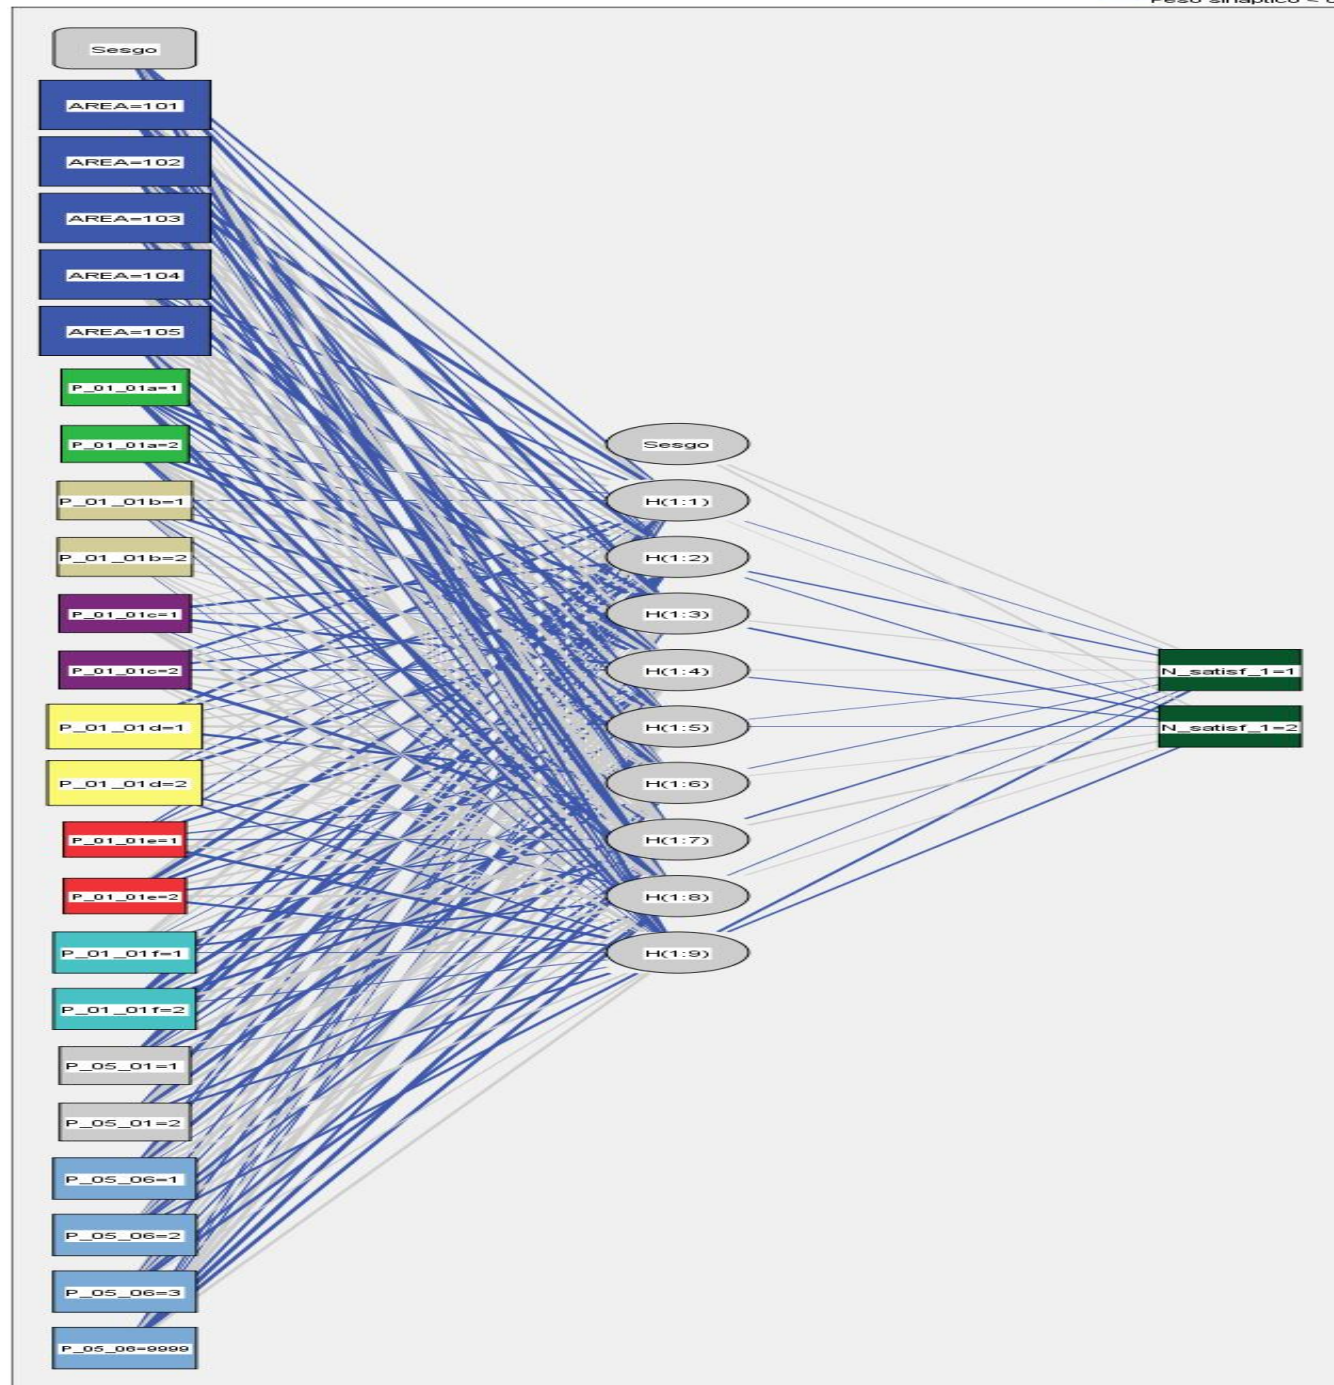 Peso sináptico <
Sesgo
AREA=101
AREA=102
AREA=103
AREA=104
AREA=105
P_01_01a=1
P_01_01a=2
P_01_01b=1
P_01_01b=2
P_01_01c=1
P_01_01c=2
P_01_01d=1
P_01_01d=2
P_01_01e=1
P_01_01e=2
P_01_01f=1
P_01_01f=2
P_05_01=1
P_05_01=2
P_05_06=1
P_05_06=2
P_05_06=3
P_05_06=9999
Sesgo
H(1:1)
H(1:2)
H(1:3)
H(1:4)
H(1:5)
H(1:6)
H(1:7)
H(1:8)
H(1:9)
N_satisf_1=1
N_satisf_1=2